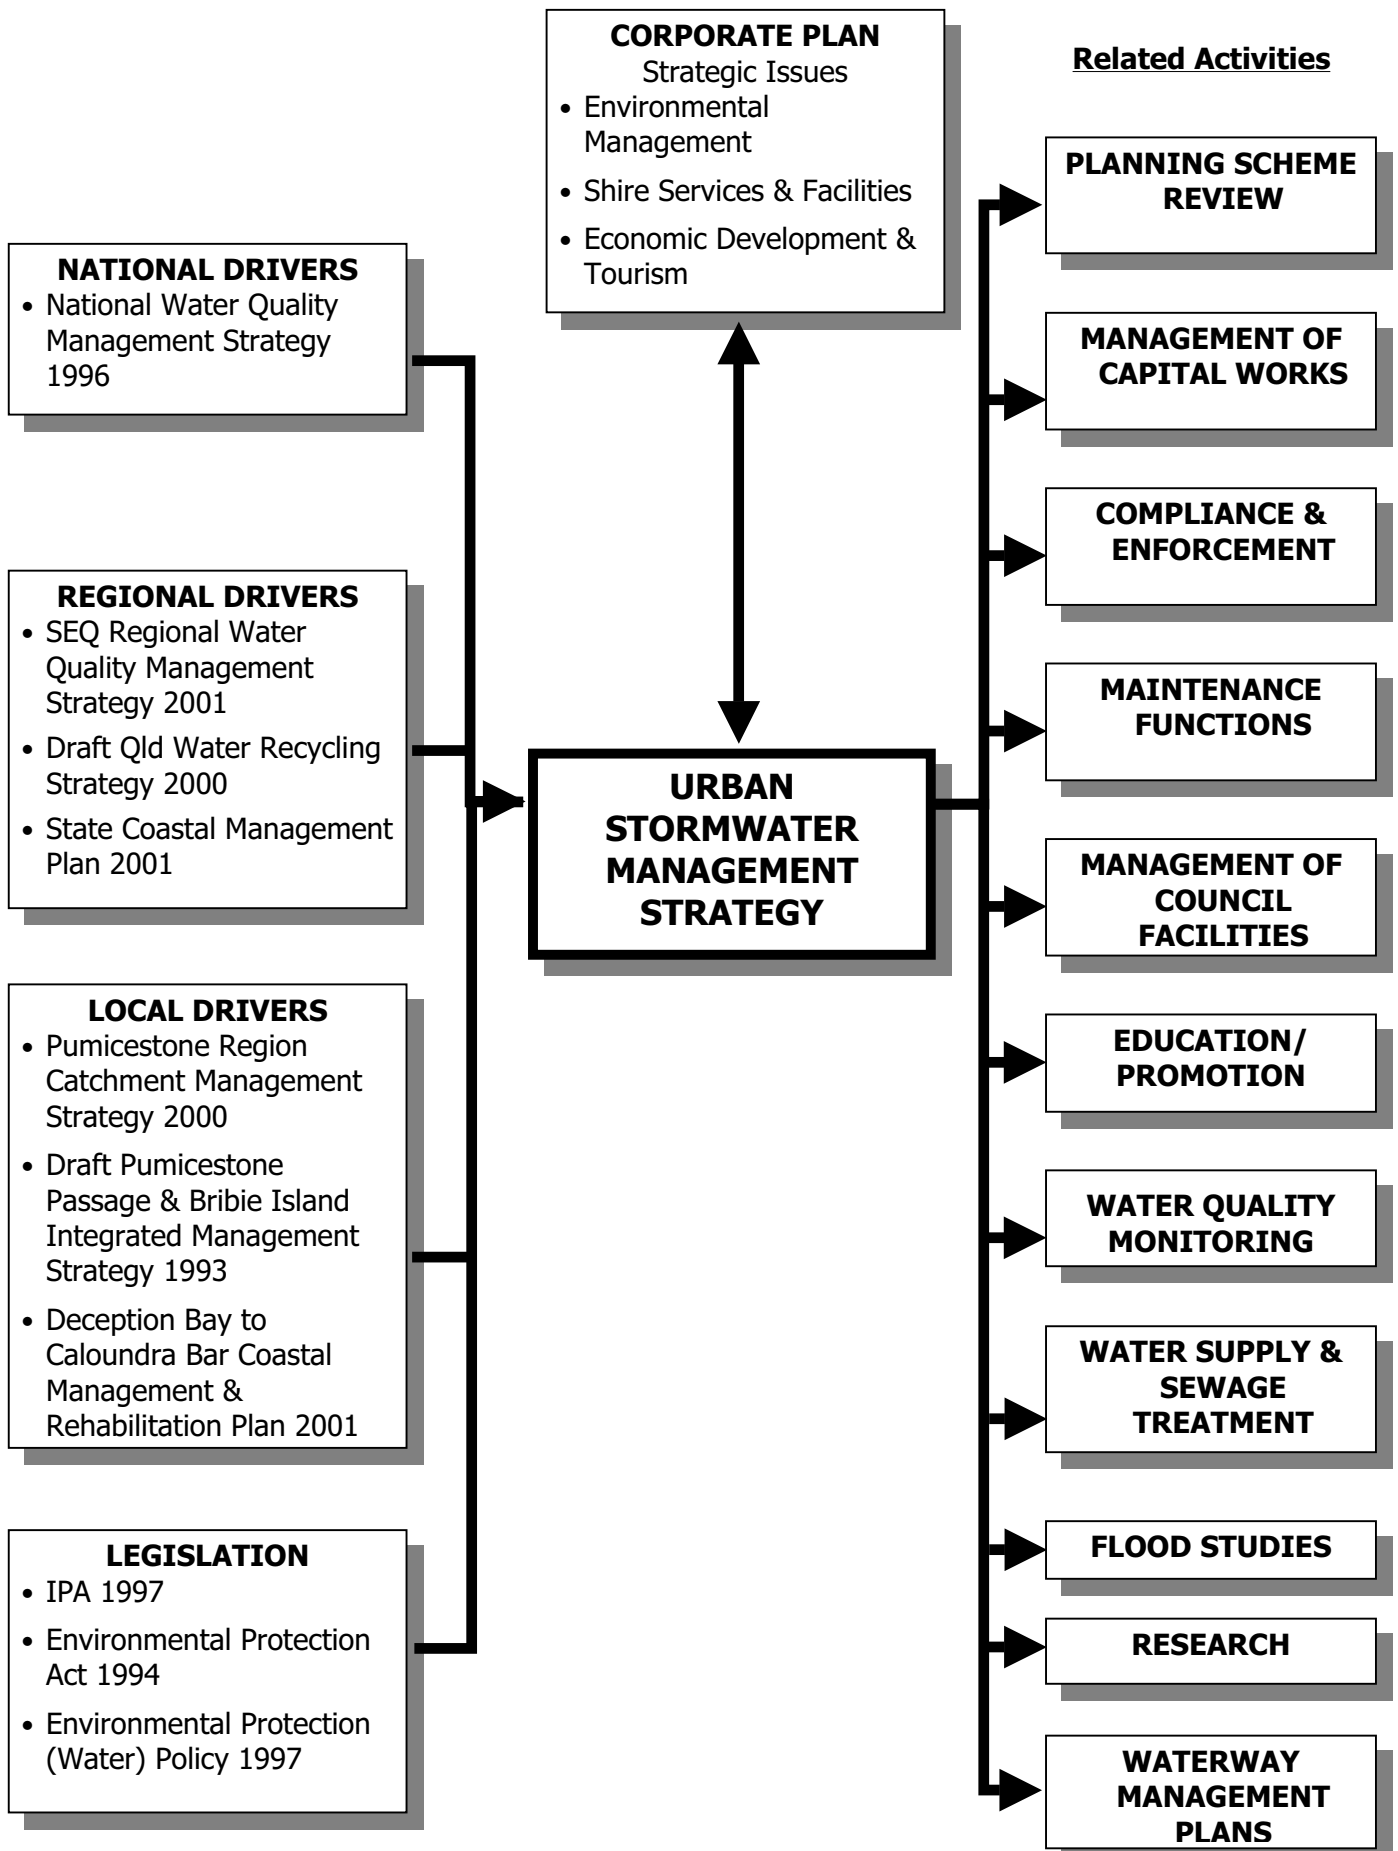 CORPORATE PLAN
Strategic Issues
• Environmental
Management
• Shire Services & Facilities
• Economic Development &
Tourism
NATIONAL DRIVERS
• National Water Quality
Management Strategy
1996
REGIONAL DRIVERS
• SEQ Regional Water
Quality Management
Strategy 2001
• Draft Qld Water Recycling
Strategy 2000
• State Coastal Management
Plan 2001
LOCAL DRIVERS
• Pumicestone Region
Catchment Management
Strategy 2000
• Draft Pumicestone
Passage & Bribie Island
Integrated Management
Strategy 1993
• Deception Bay to
Caloundra Bar Coastal
Management &
Rehabilitation Plan 2001
LEGISLATION
• IPA 1997
• Environmental Protection
Act 1994
• Environmental Protection
(Water) Policy 1997
URBAN
STORMWATER
MANAGEMENT
STRATEGY
Related Activities
PLANNING SCHEME
REVIEW
MANAGEMENT OF
CAPITAL WORKS
COMPLIANCE &
ENFORCEMENT
MAINTENANCE
FUNCTIONS
MANAGEMENT OF
COUNCIL
FACILITIES
EDUCATION/
PROMOTION
WATER QUALITY
MONITORING
WATER SUPPLY &
SEWAGE
TREATMENT
FLOOD STUDIES
RESEARCH
WATERWAY
MANAGEMENT
PLANS